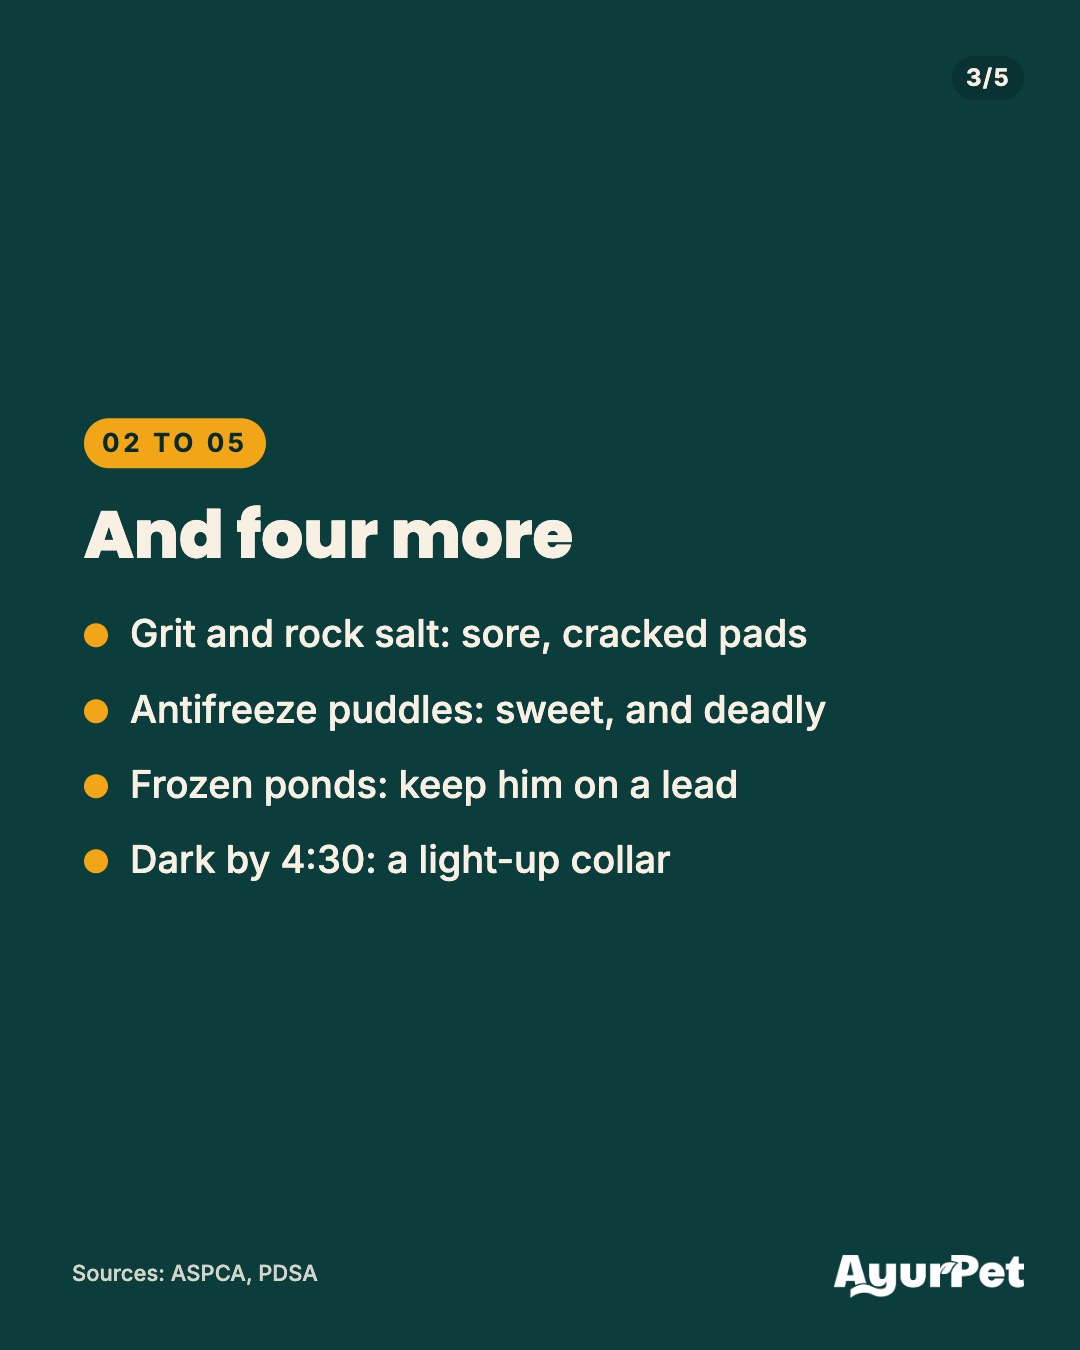 3/5
02 TO 05
And four more
Grit and rock salt: sore, cracked pads
Antifreeze puddles: sweet, and deadly
Frozen ponds: keep him on a lead
Dark by 4:30: a light-up collar
Sources: ASPCA, PDSA
AyurPet